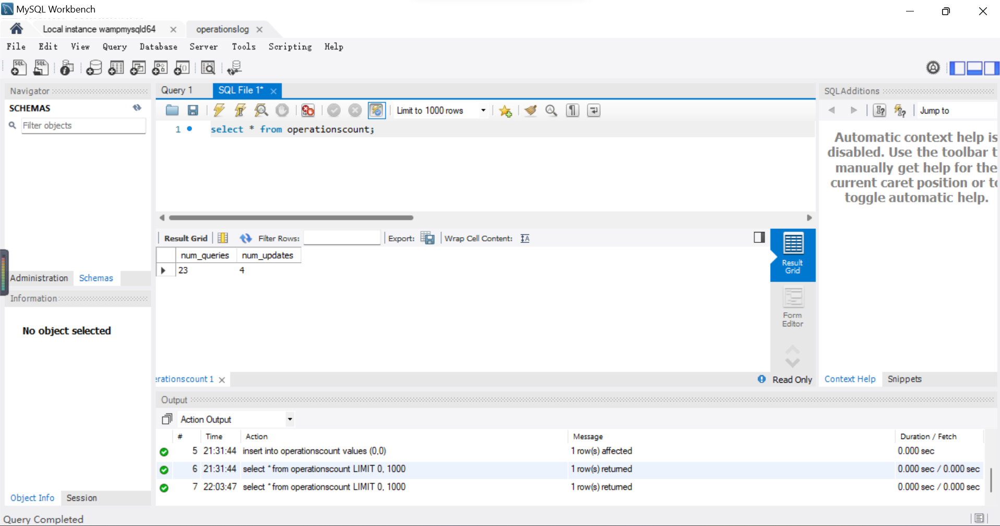 MySQL Workbench
Local instance wampmysqld64
operationslog
File Edit View Query Database Server Tools Scripting Help
Navigator
SCHEMAS
Filter objects
Administration Schemas
Information
No object selected
Object Info Session
Query 1 SQL File 1*
Limit to 1000 rows
1 select * from operationscount;
Result Grid Filter Rows: Export: Wrap Cell Content:
num_queries num_updates
23 4
Result
Grid
Form
Editor
erationscount 1
Read Only
SQLAdditions
Jump to
Automatic context help is
disabled. Use the toolbar t
manually get help for the
current caret position or to
toggle automatic help.
Context Help Snippets
Output
Action Output
# Time Action Message Duration / Fetch
5 21:31:44 insert into operationscount values (0,0) 1 row(s) affected 0.000 sec
6 21:31:44 select * from operationscount LIMIT 0, 1000 1 row(s) returned 0.000 sec / 0.000 sec
7 22:03:47 select * from operationscount LIMIT 0, 1000 1 row(s) returned 0.000 sec / 0.000 sec
Query Completed